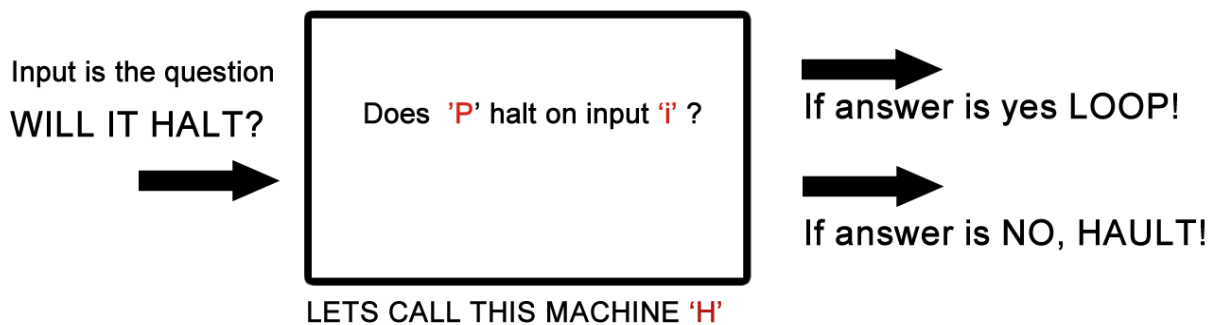 Input is the question
WILL IT HALT?
Does 'P' halt on input 'i' ?
If answer is yes LOOP!
If answer is NO, HAULT!
LETS CALL THIS MACHINE 'H'